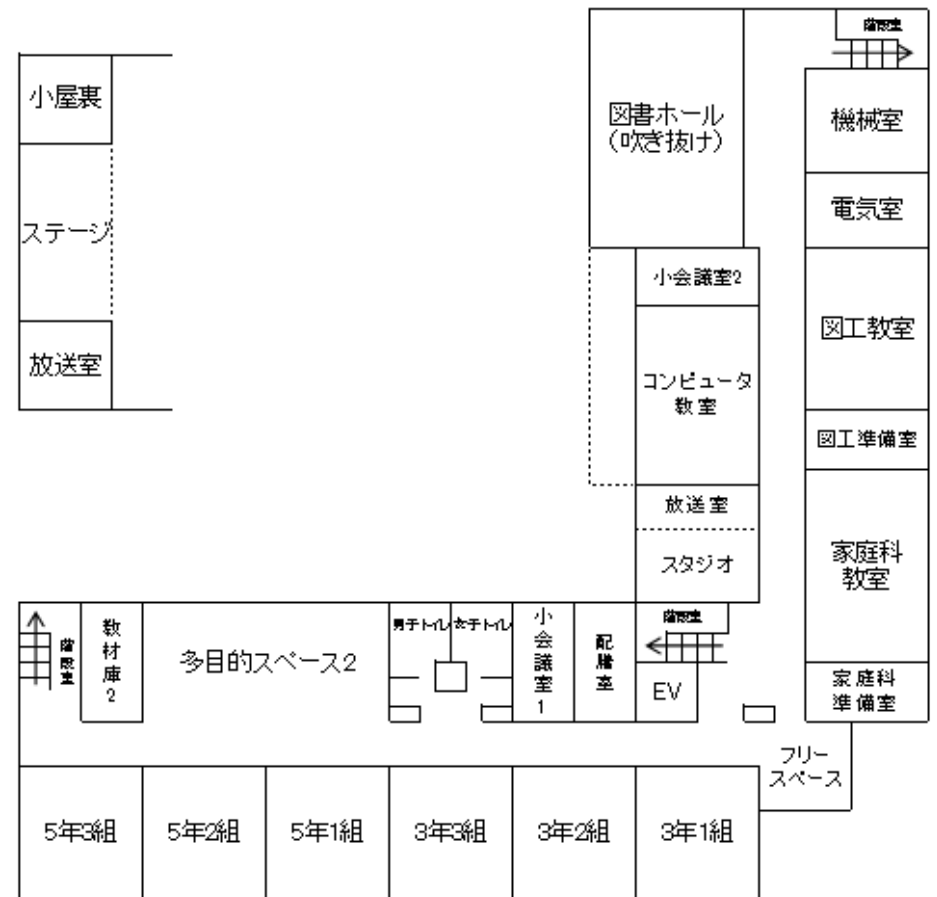 階段室
小屋裏
図書ホール
(吹き抜け)
機械室
電気室
ステージ
小会議室2
図工教室
放送室
コンピュータ
教室
図工準備室
放送室
スタジオ
家庭科
教室
階段室
教材庫2
多目的スペース2
男子トイレ
女子トイレ
小会議室1
配膳室
階段室
EV
家庭科
準備室
フリー
スペース
5年3組
5年2組
5年1組
3年3組
3年2組
3年1組